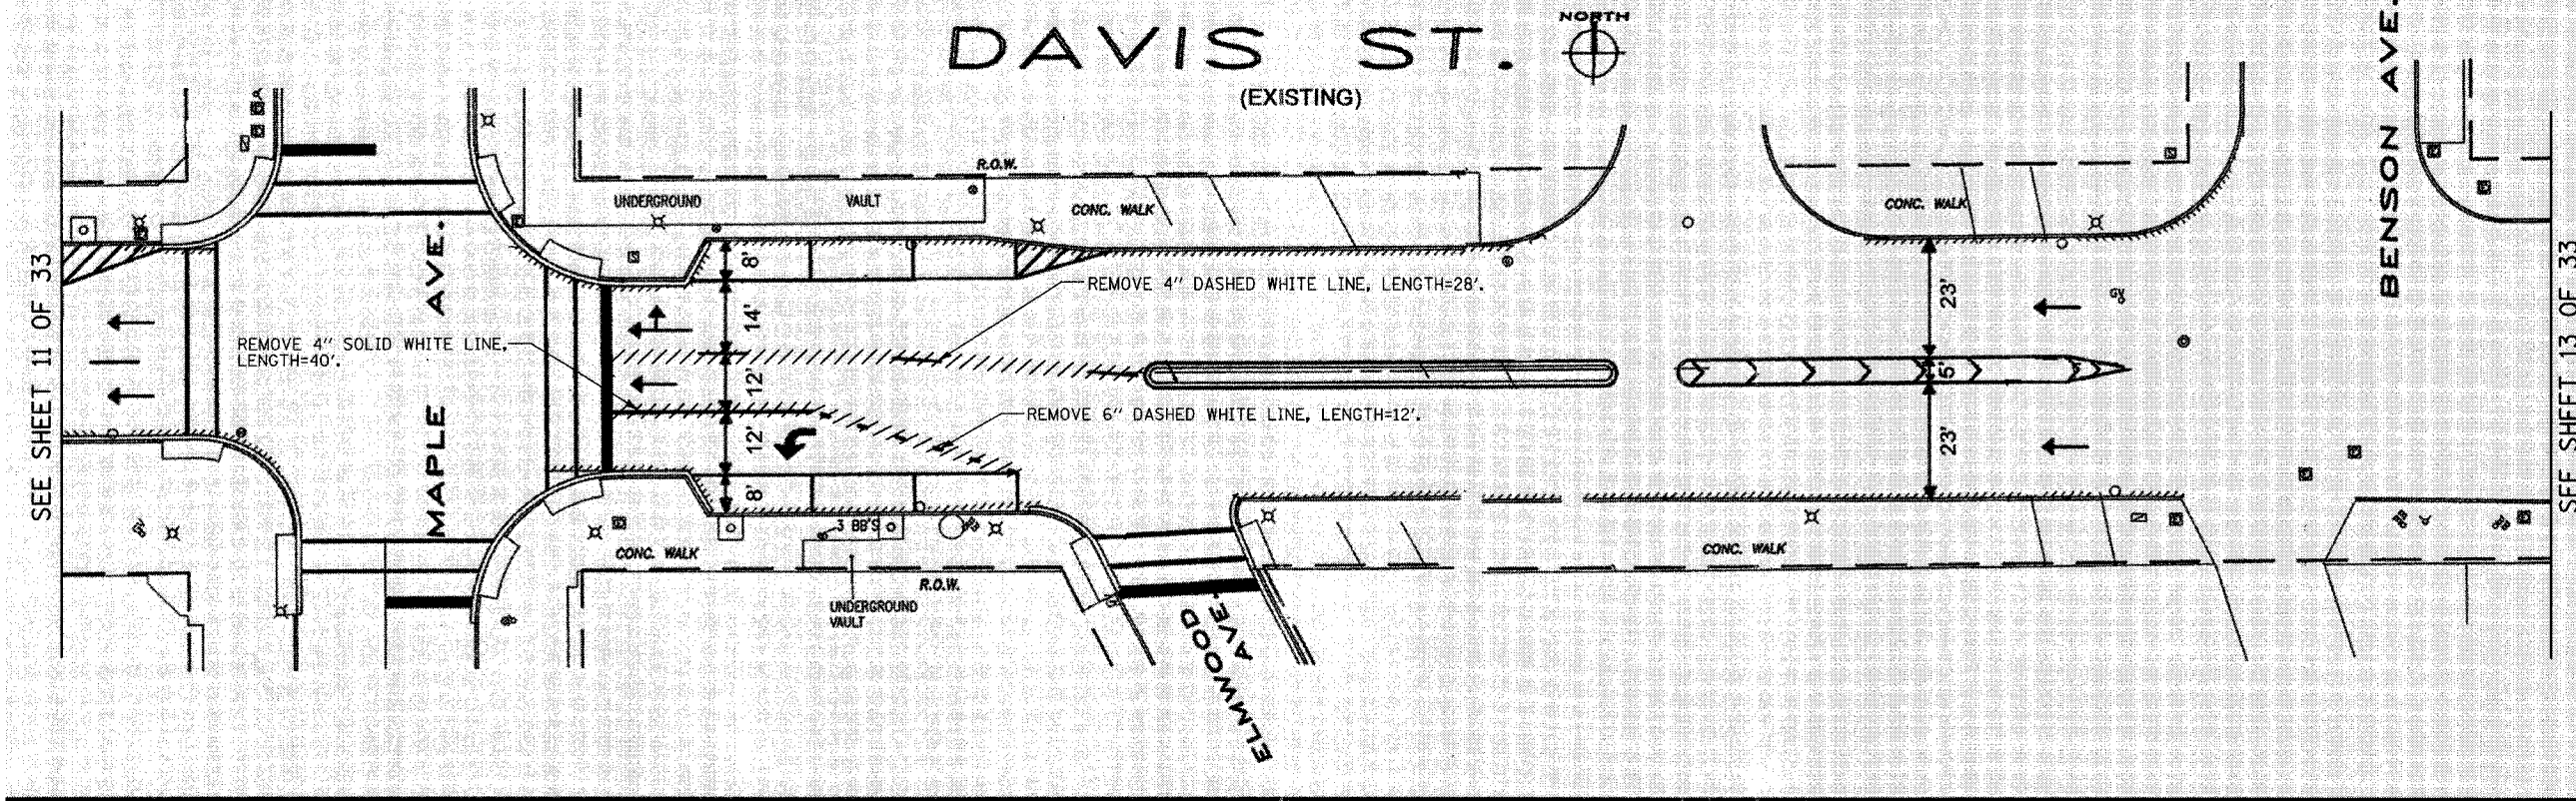 DAVIS ST.
NORTH
(EXISTING)
BENSON AVE.
R.O.W.
UNDERGROUND VAULT
CONC. WALK
CONC. WALK
SEE SHEET 11 OF 33
MAPLE AVE.
8'
REMOVE 4" DASHED WHITE LINE, LENGTH=28'.
14'
23'
REMOVE 4" SOLID WHITE LINE,
LENGTH=40'.
12'
5'
REMOVE 6" DASHED WHITE LINE, LENGTH=12'.
12'
23'
8'
3 BB'S
CONC. WALK
CONC. WALK
R.O.W.
UNDERGROUND
VAULT
ELMWOOD
AVE.
SEE SHEET 13 OF 33